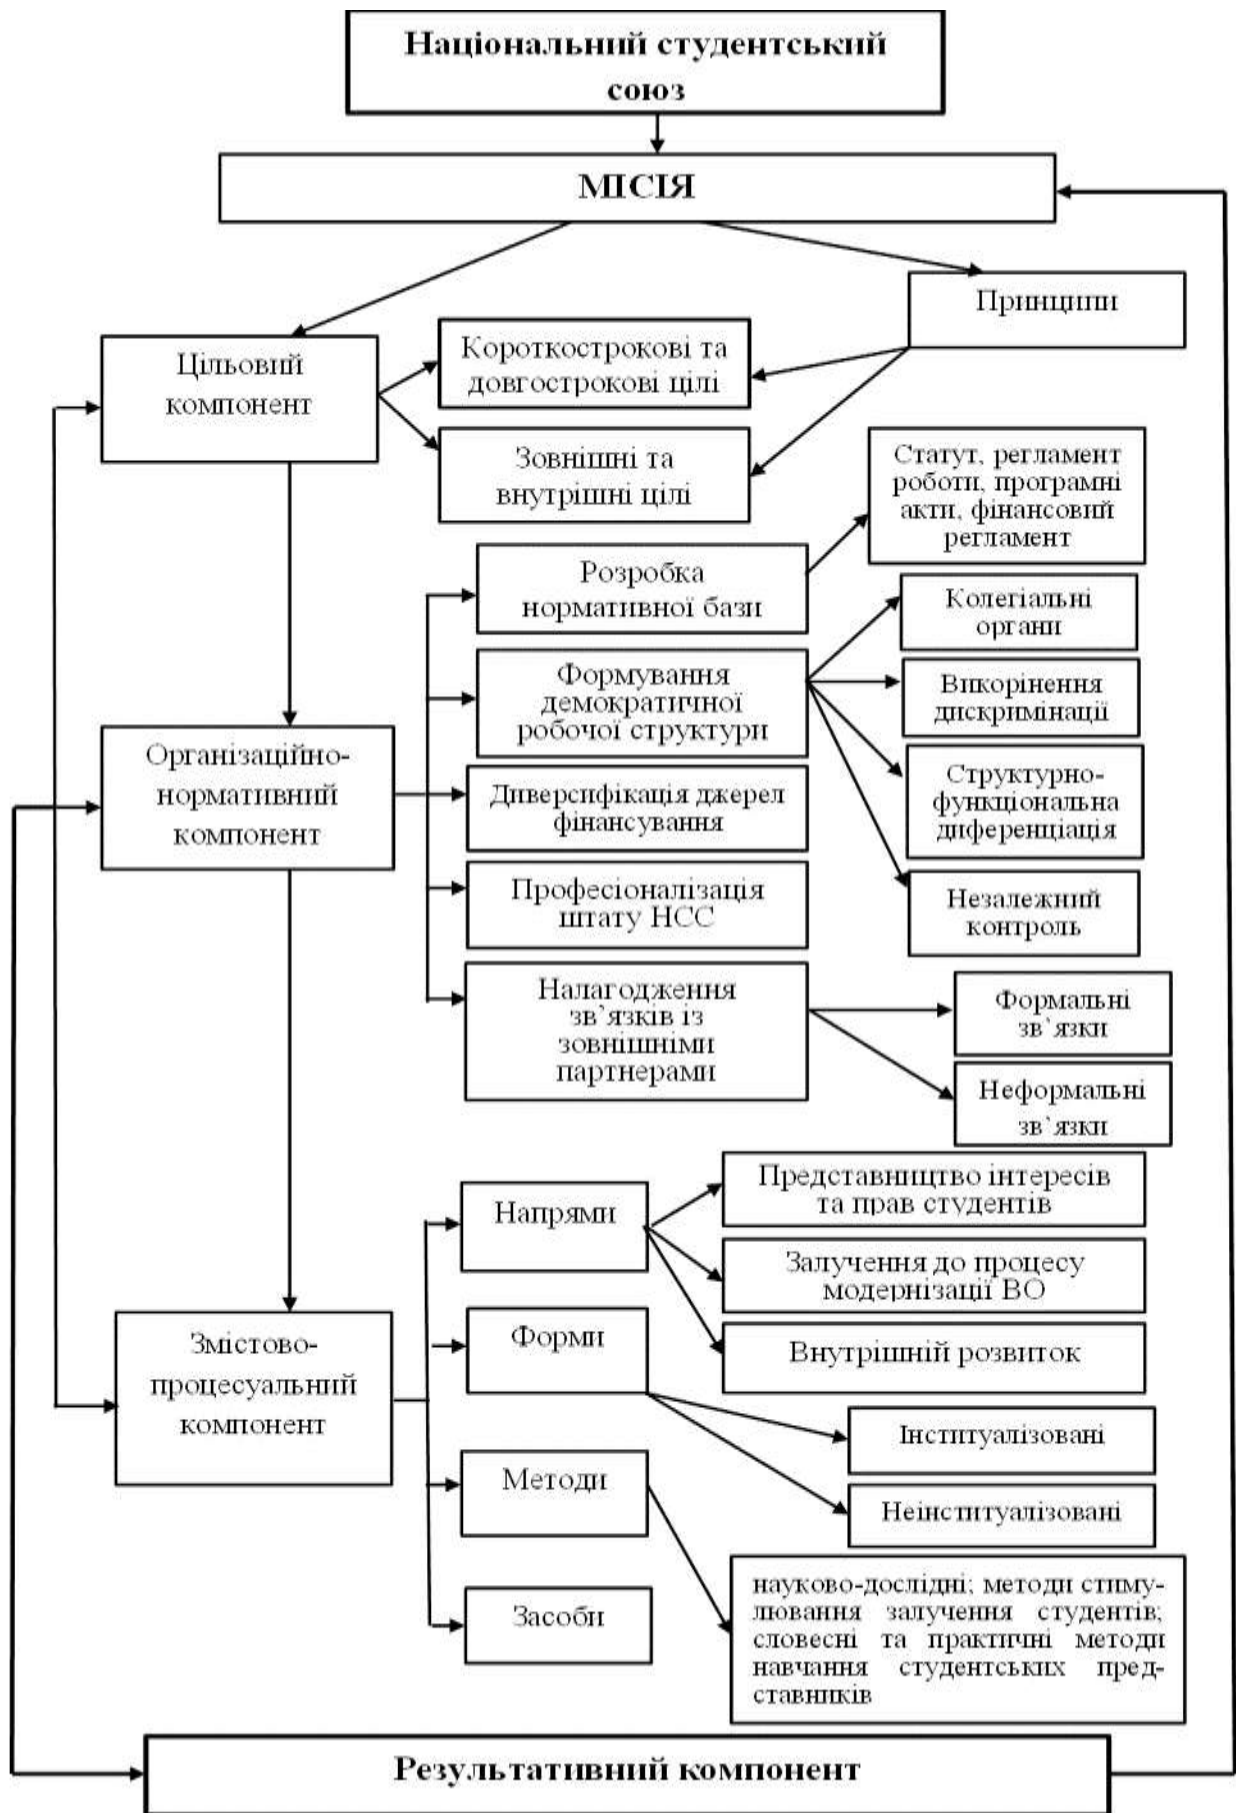 Національний студентський
союз
МІСІЯ
Принципи
Цільовий
компонент
Короткострокові та
довгострокові цілі
Зовнішні та
внутрішні цілі
Статут, регламент
роботи, програмні
акти, фінансовий
регламент
Розробка
нормативної бази
Колегіальні
органи
Формування
демократичної
робочої структури
Викорінення
дискримінації
Організаційно-
нормативний
компонент
Структурно-
функціональна
диференціація
Диверсифікація джерел
фінансування
Професіоналізація
штату НСС
Незалежний
контроль
Налагодження
зв’язків із
зовнішніми
партнерами
Формальні
зв`язки
Неформальні
зв`язки
Напрями
Представництво інтересів
та прав студентів
Залучення до процесу
модернізації ВО
Внутрішній розвиток
Змістово-
процесуальний
компонент
Форми
Інституалізовані
Неінституалізовані
Методи
науково-дослідні; методи стиму-
лювання залучення студентів;
словесні та практичні методи
навчання студентських пред-
ставників
Засоби
Результативний компонент